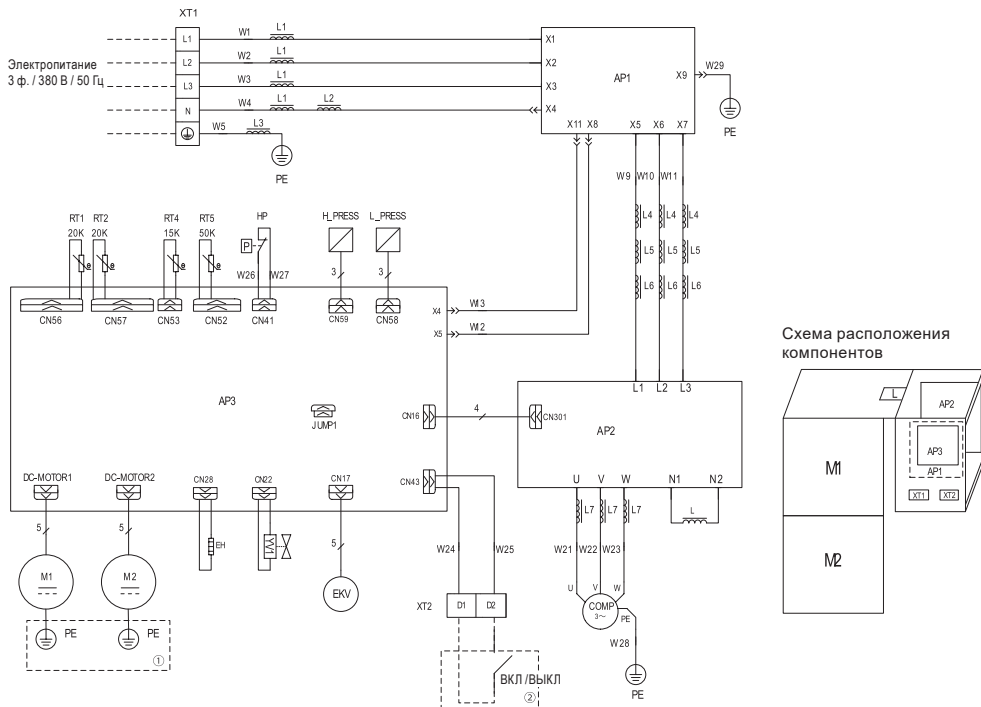 XT1
L1 W1 L1 X1
L2 W2 L1 X2
L3 W3 L1 X3
N W4 L1 L2 X4
W5 L3
PE
Электропитание
3 ф. / 380 В / 50 Гц
AP1
X9 W29
PE
X11 X8 X5 X6 X7
W9 W10 W11
L4 L4 L4
L5 L5 L5
L6 L6 L6
RT1 RT2 RT4 RT5 HP H_PRESS L_PRESS
20K 20K 15K 50K
P
e e e e
W26 W27 3 3
CN56 CN57 CN53 CN52 CN41 CN59 CN58
X4 W13
X5 W12
AP3
JUMP1
CN16 4 CN301
CN43
L1 L2 L3
AP2
U V W N1 N2
DC-MOTOR1 DC-MOTOR2 CN28 CN22 CN17
5 5 EH YV1 5
M1 M2 EKV
PE PE
①
L7 L7 L7 L
W21 W22 W23
U V W
COMP
3~
PE
W28
PE
W24 W25
XT2 D1 D2
ВКЛ /ВЫКЛ
②
Схема расположения
компонентов
L
AP2
AP3
AP1
XT1 XT2
M1
M2